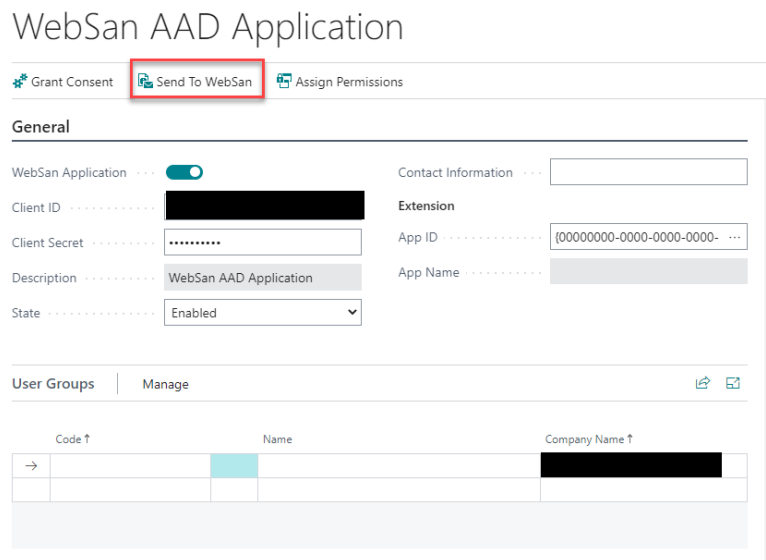 WebSan AAD Application
Grant Consent Send To WebSan Assign Permissions
General
WebSan Application Contact Information
Client ID Extension
Client Secret •••••••••• App ID {00000000-0000-0000-0000- ···
Description WebSan AAD Application App Name
State Enabled
User Groups Manage
Code ↑ Name Company Name ↑